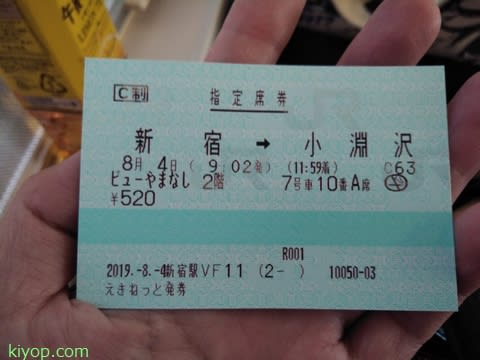 午後
C制
指定席券
新宿 → 小淵沢
8月 4日( 9:02発) (11:59着) C63
ビューやまなし 2階 7号車10番A席
¥520
R001
2019.-8.-4新宿駅VF11 (2- ) 10050-03
えきねっと発券
kiyop.com